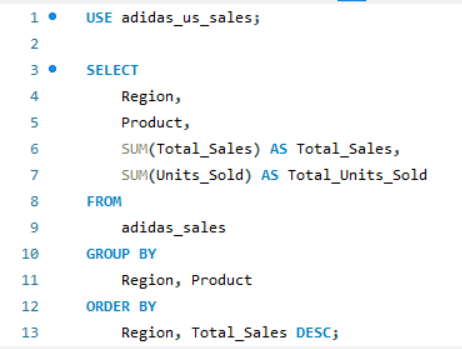 1 USE adidas_us_sales;
2
3 SELECT
4 Region,
5 Product,
6 SUM(Total_Sales) AS Total_Sales,
7 SUM(Units_Sold) AS Total_Units_Sold
8 FROM
9 adidas_sales
10 GROUP BY
11 Region, Product
12 ORDER BY
13 Region, Total_Sales DESC;